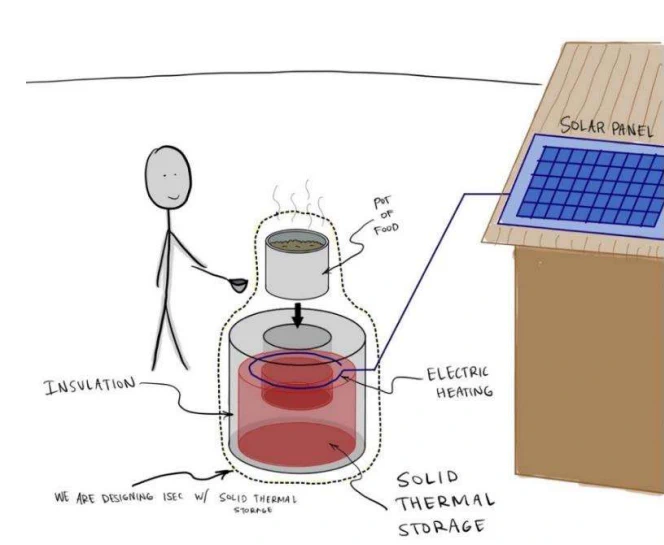 SOLAR PANEL
POT
OF
FOOD
INSULATION
ELECTRIC
HEATING
WE ARE DESIGNING ISEC W/ SOLID THERMAL
STORAGE
SOLID
THERMAL
STORAGE